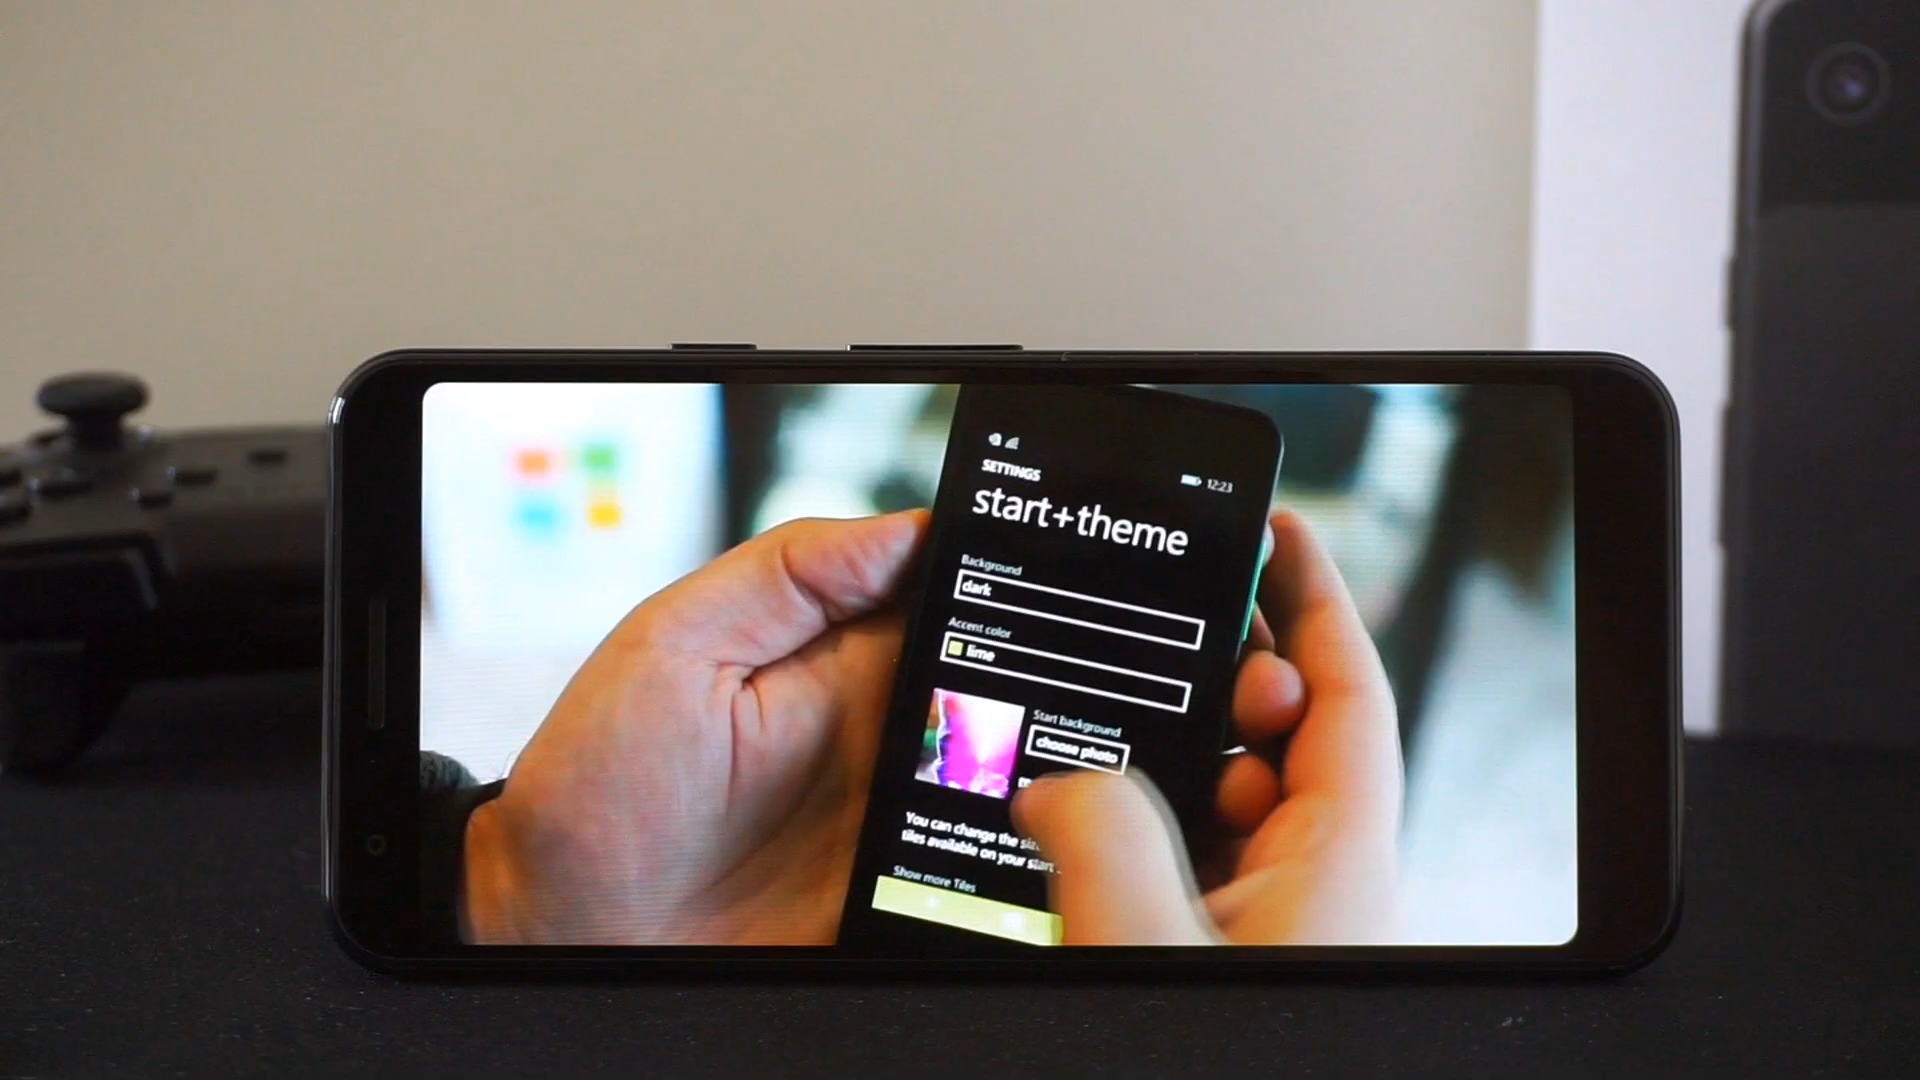 SETTINGS
12:23
start+theme
Background
dark
Accent color
lime
Start background
choose photo
You can change the
tiles available on your start
Show more Tiles